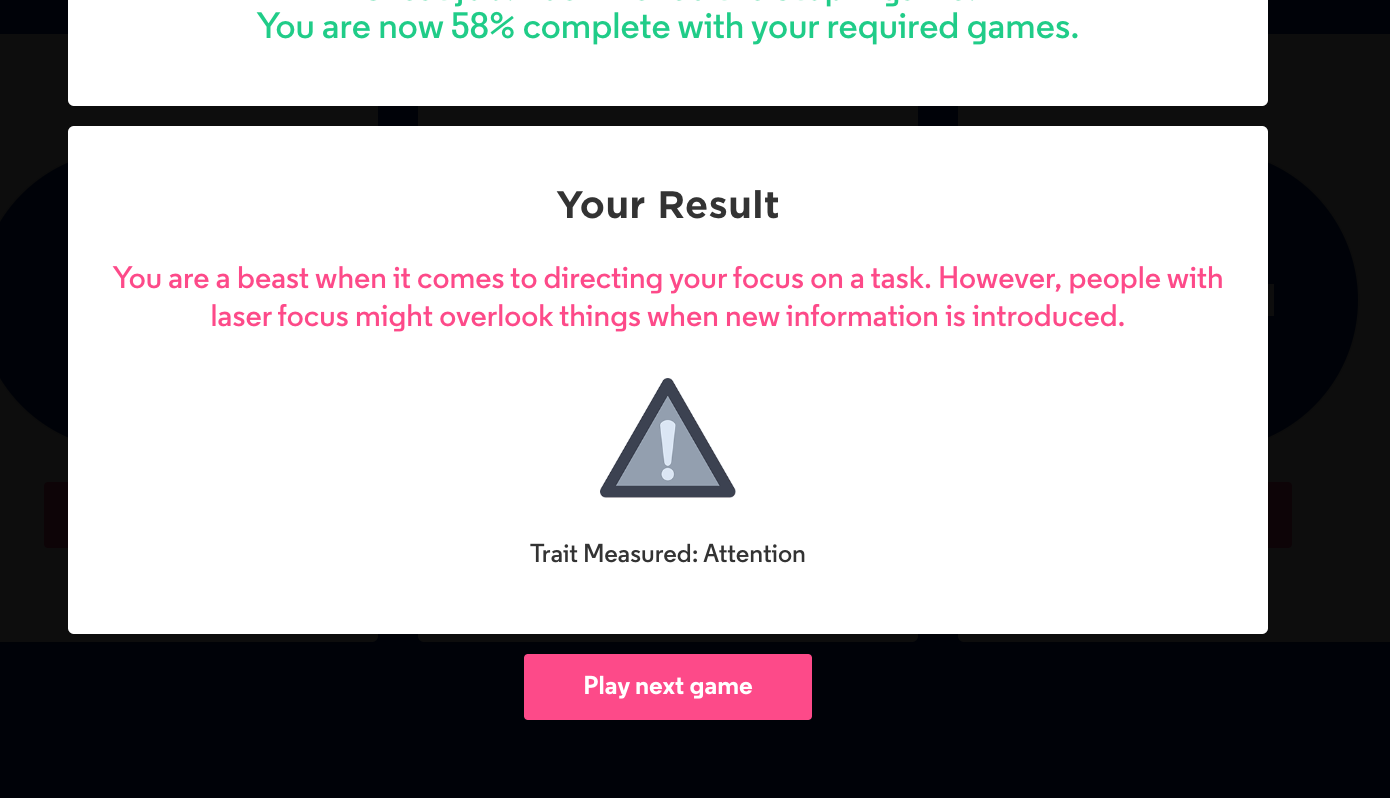 You are now 58% complete with your required games.
Your Result
You are a beast when it comes to directing your focus on a task. However, people with
laser focus might overlook things when new information is introduced.
Trait Measured: Attention
Play next game